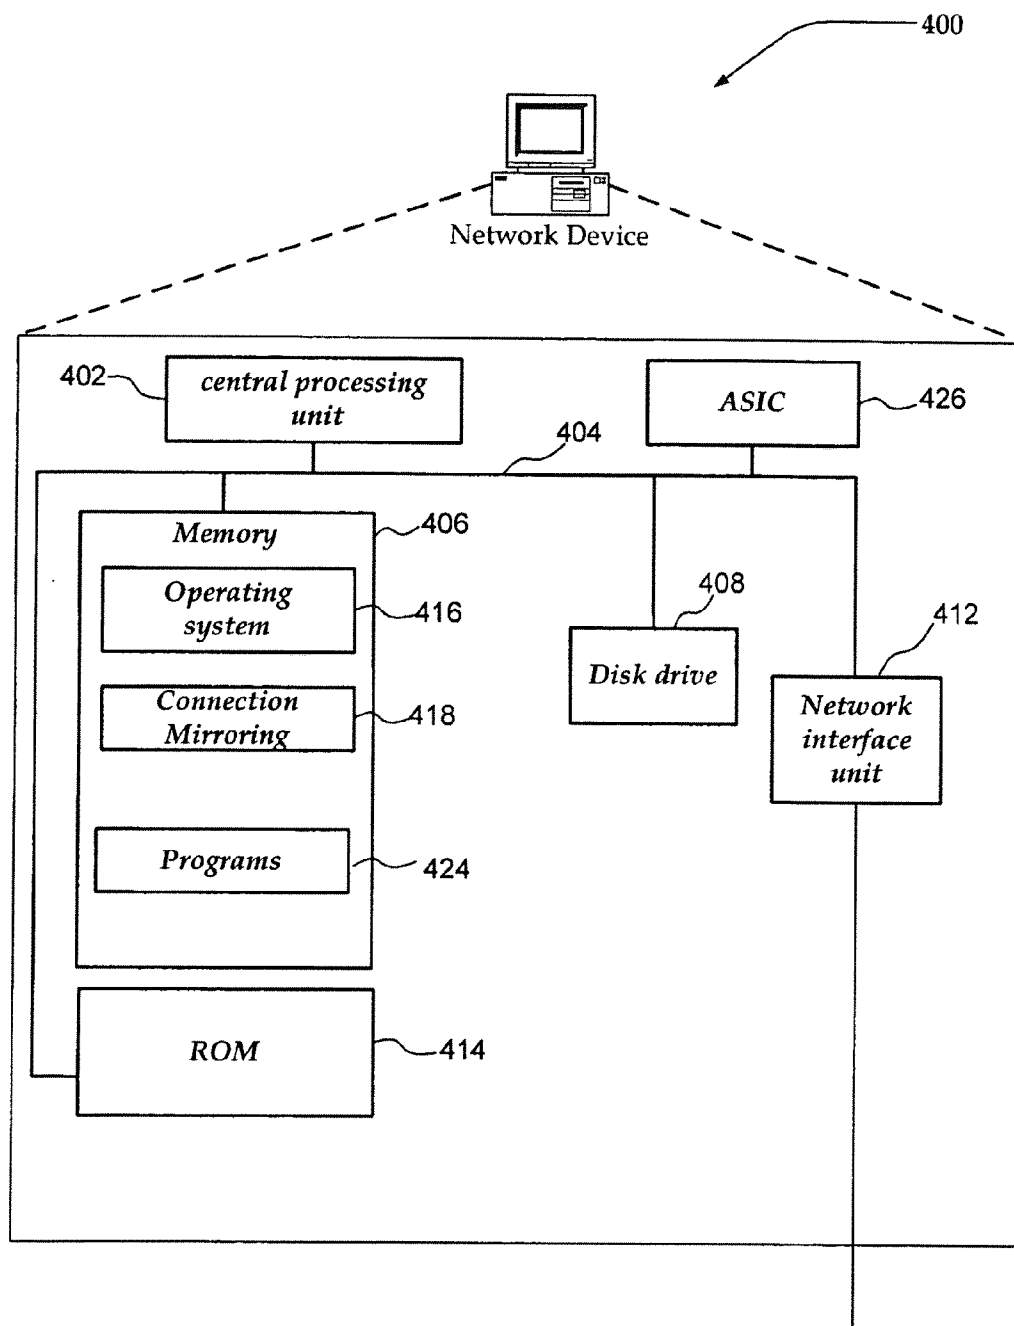 400
Network Device
402
central processing
unit
ASIC
426
404
Memory
406
Operating
system
416
408
412
Disk drive
Connection
Mirroring
418
Network
interface
unit
Programs
424
ROM
414